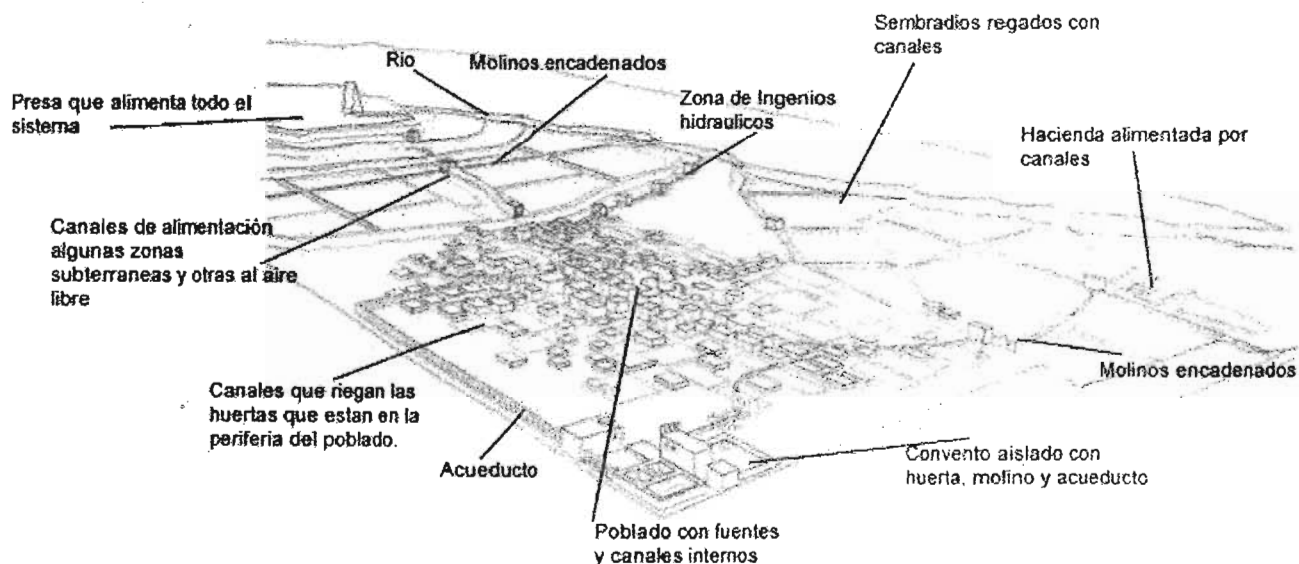 Sembradios regados con
canales
Rio
Molinos encadenados
Presa que alimenta todo el
sistema
Zona de Ingenios
hidraulicos
Hacienda alimentada por
canales
Canales de alimentación
algunas zonas
subterraneas y otras al aire
libre
Molinos encadenados
Canales que riegan las
huertas que estan en la
periferia del poblado.
Acueducto
Convento aislado con
huerta, molino y acueducto
Poblado con fuentes
y canales internos